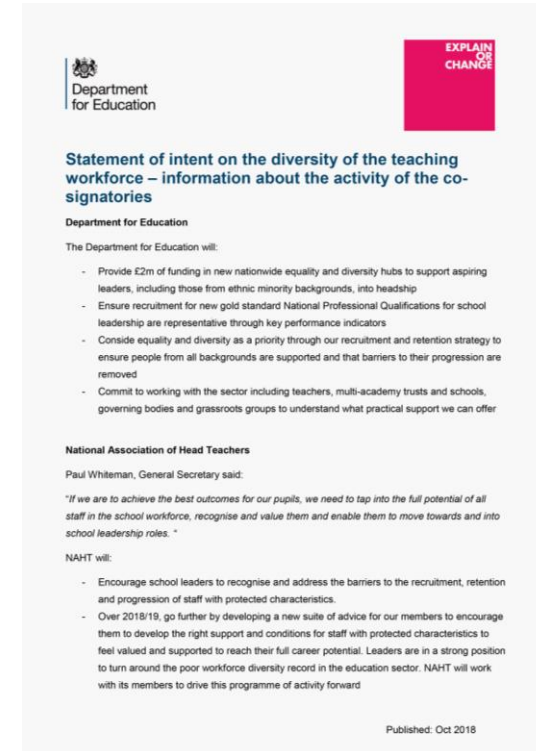 Department
for Education
EXPLAIN
OR
CHANGE
Statement of intent on the diversity of the teaching
workforce – information about the activity of the co-
signatories
Department for Education
The Department for Education will:
- Provide £2m of funding in new nationwide equality and diversity hubs to support aspiring
leaders, including those from ethnic minority backgrounds, into headship
- Ensure recruitment for new gold standard National Professional Qualifications for school
leadership are representative through key performance indicators
- Conside equality and diversity as a priority through our recruitment and retention strategy to
ensure people from all backgrounds are supported and that barriers to their progression are
removed
- Commit to working with the sector including teachers, multi-academy trusts and schools,
governing bodies and grassroots groups to understand what practical support we can offer
National Association of Head Teachers
Paul Whiteman, General Secretary said:
"If we are to achieve the best outcomes for our pupils, we need to tap into the full potential of all
staff in the school workforce, recognise and value them and enable them to move towards and into
school leadership roles. "
NAHT will:
- Encourage school leaders to recognise and address the barriers to the recruitment, retention
and progression of staff with protected characteristics.
- Over 2018/19, go further by developing a new suite of advice for our members to encourage
them to develop the right support and conditions for staff with protected characteristics to
feel valued and supported to reach their full career potential. Leaders are in a strong position
to turn around the poor workforce diversity record in the education sector. NAHT will work
with its members to drive this programme of activity forward
Published: Oct 2018